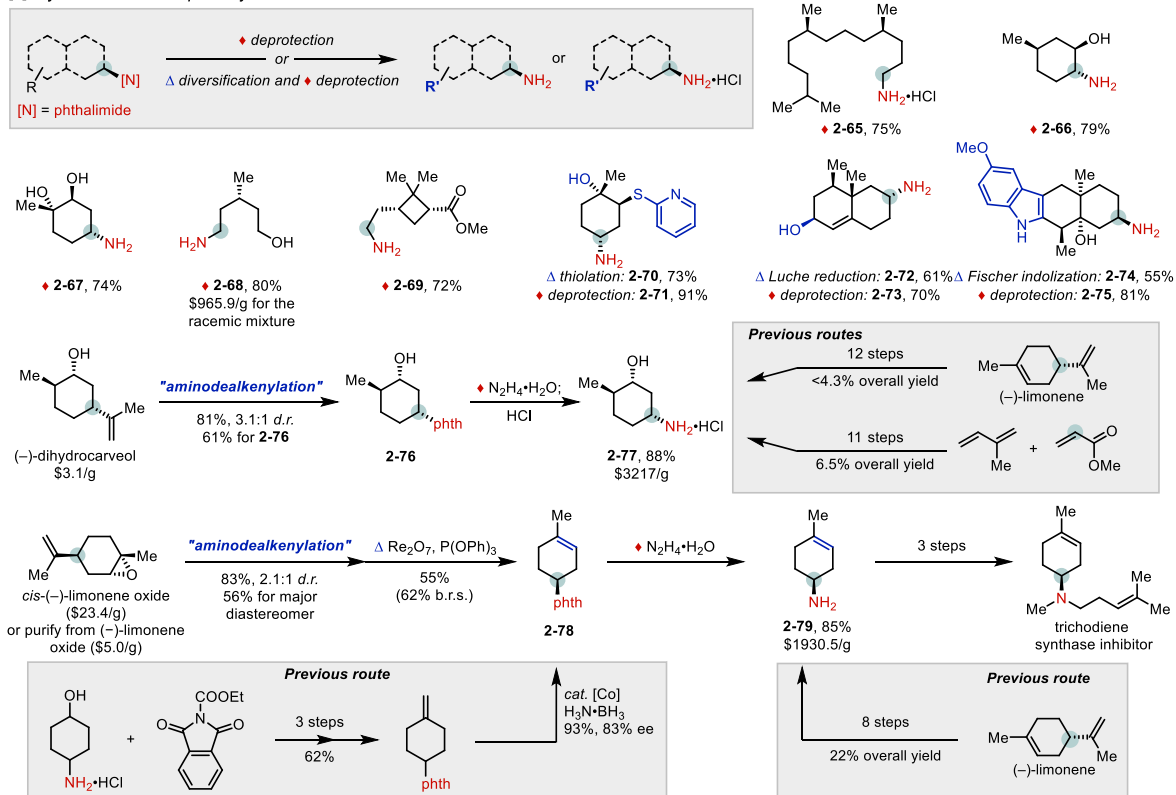 ♦ deprotection
or
Δ diversification and ♦ deprotection
R
[N]
[N] = phthalimide
R'
NH2
or
R'
NH2•HCl
Me
Me
Me
Me
Me
NH2•HCl
♦ 2-65, 75%
Me
OH
NH2
♦ 2-66, 79%
HO
OH
Me
NH2
♦ 2-67, 74%
Me
H2N
OH
♦ 2-68, 80%
$965.9/g for the
racemic mixture
Me
Me
O
OMe
NH2
♦ 2-69, 72%
HO
Me
S
N
NH2
Δ thiolation: 2-70, 73%
♦ deprotection: 2-71, 91%
Me
Me
NH2
HO
Δ Luche reduction: 2-72, 61%
♦ deprotection: 2-73, 70%
MeO
Me
N
H
OH
Me
NH2
Δ Fischer indolization: 2-74, 55%
♦ deprotection: 2-75, 81%
OH
Me
Me
(–)-dihydrocarveol
$3.1/g
"aminodealkenylation"
81%, 3.1:1 d.r.
61% for 2-76
OH
Me
phth
2-76
♦ N2H4•H2O;
HCl
OH
Me
NH2•HCl
2-77, 88%
$3217/g
Previous routes
12 steps
<4.3% overall yield
Me
Me
(–)-limonene
11 steps
6.5% overall yield
Me
+
O
OMe
Me
Me
O
cis-(–)-limonene oxide
($23.4/g)
or purify from (−)-limonene
oxide ($5.0/g)
"aminodealkenylation"
83%, 2.1:1 d.r.
56% for major
diastereomer
Δ Re2O7, P(OPh)3
55%
(62% b.r.s.)
Me
phth
2-78
♦ N2H4•H2O
Me
NH2
2-79, 85%
$1930.5/g
3 steps
Me
N
Me
Me
Me
trichodiene
synthase inhibitor
Previous route
OH
NH2•HCl
+
COOEt
O
N
O
3 steps
62%
phth
cat. [Co]
H3N•BH3
93%, 83% ee
Previous route
8 steps
22% overall yield
Me
Me
(–)-limonene